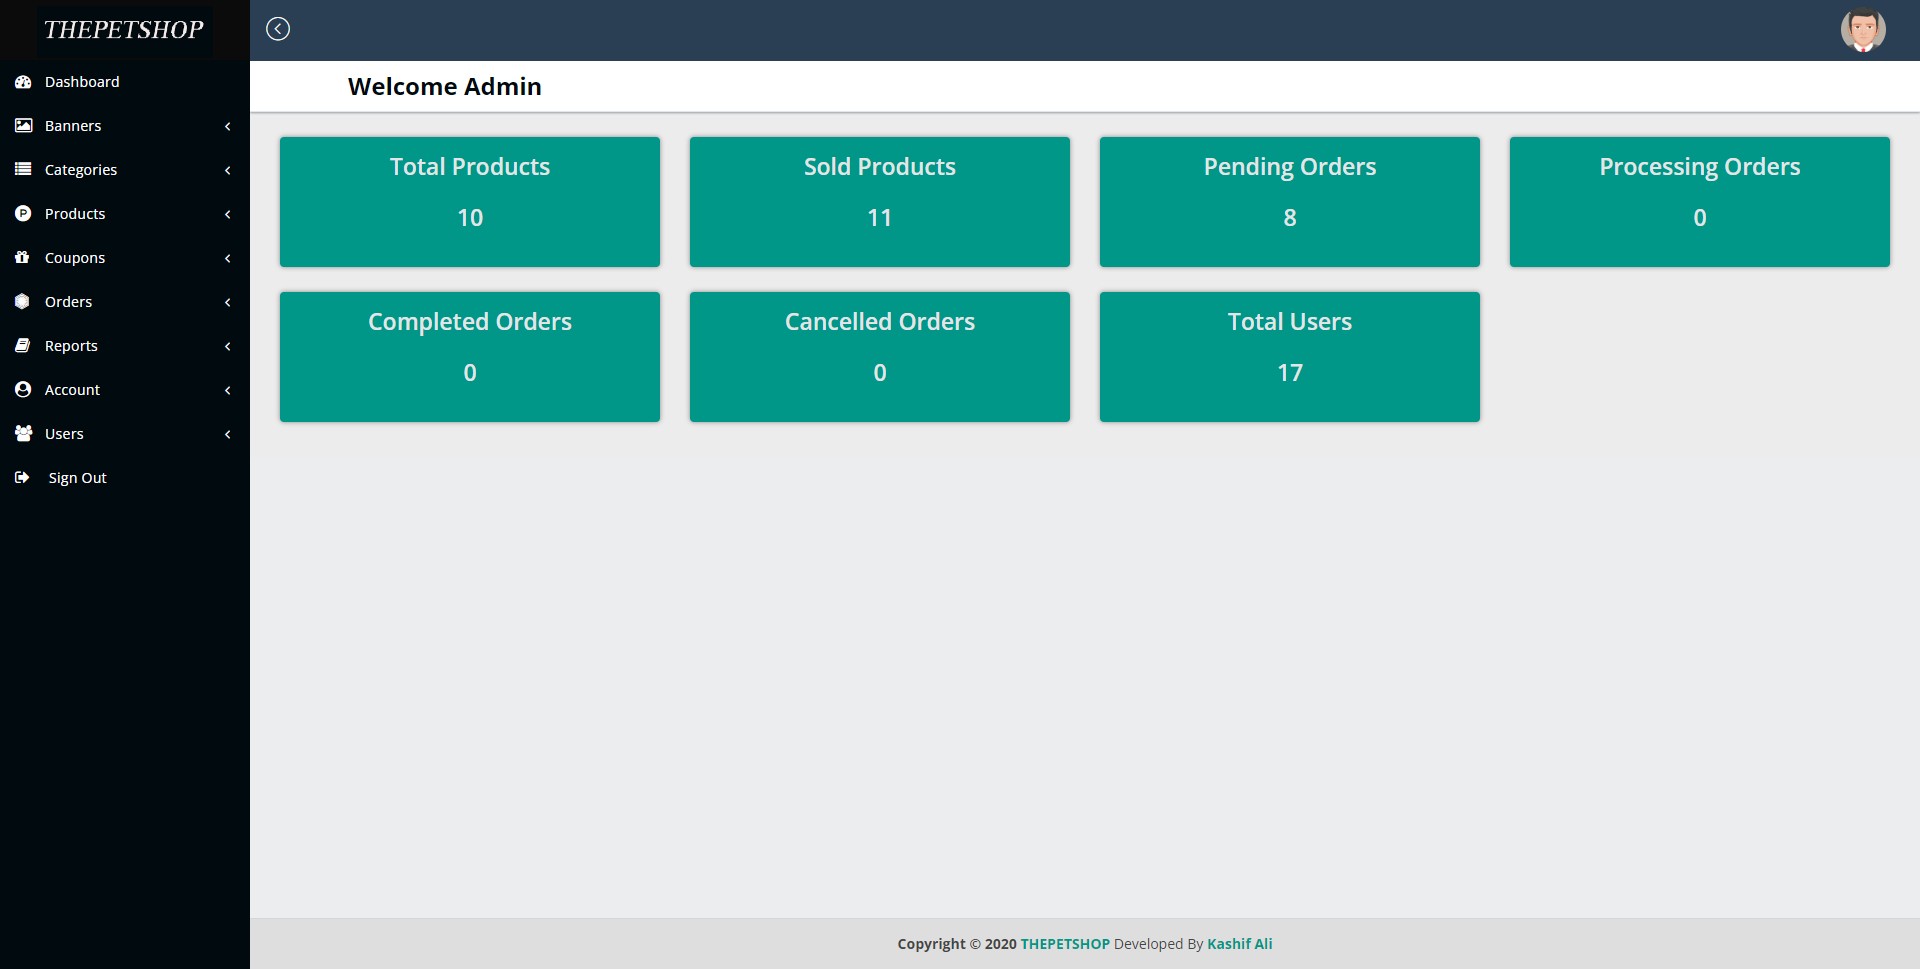 THEPETSHOP
Dashboard
Banners
Categories
Products
Coupons
Orders
Reports
Account
Users
Sign Out
Welcome Admin
Total Products
10
Sold Products
11
Pending Orders
8
Processing Orders
0
Completed Orders
0
Cancelled Orders
0
Total Users
17
Copyright © 2020 THEPETSHOP Developed By Kashif Ali